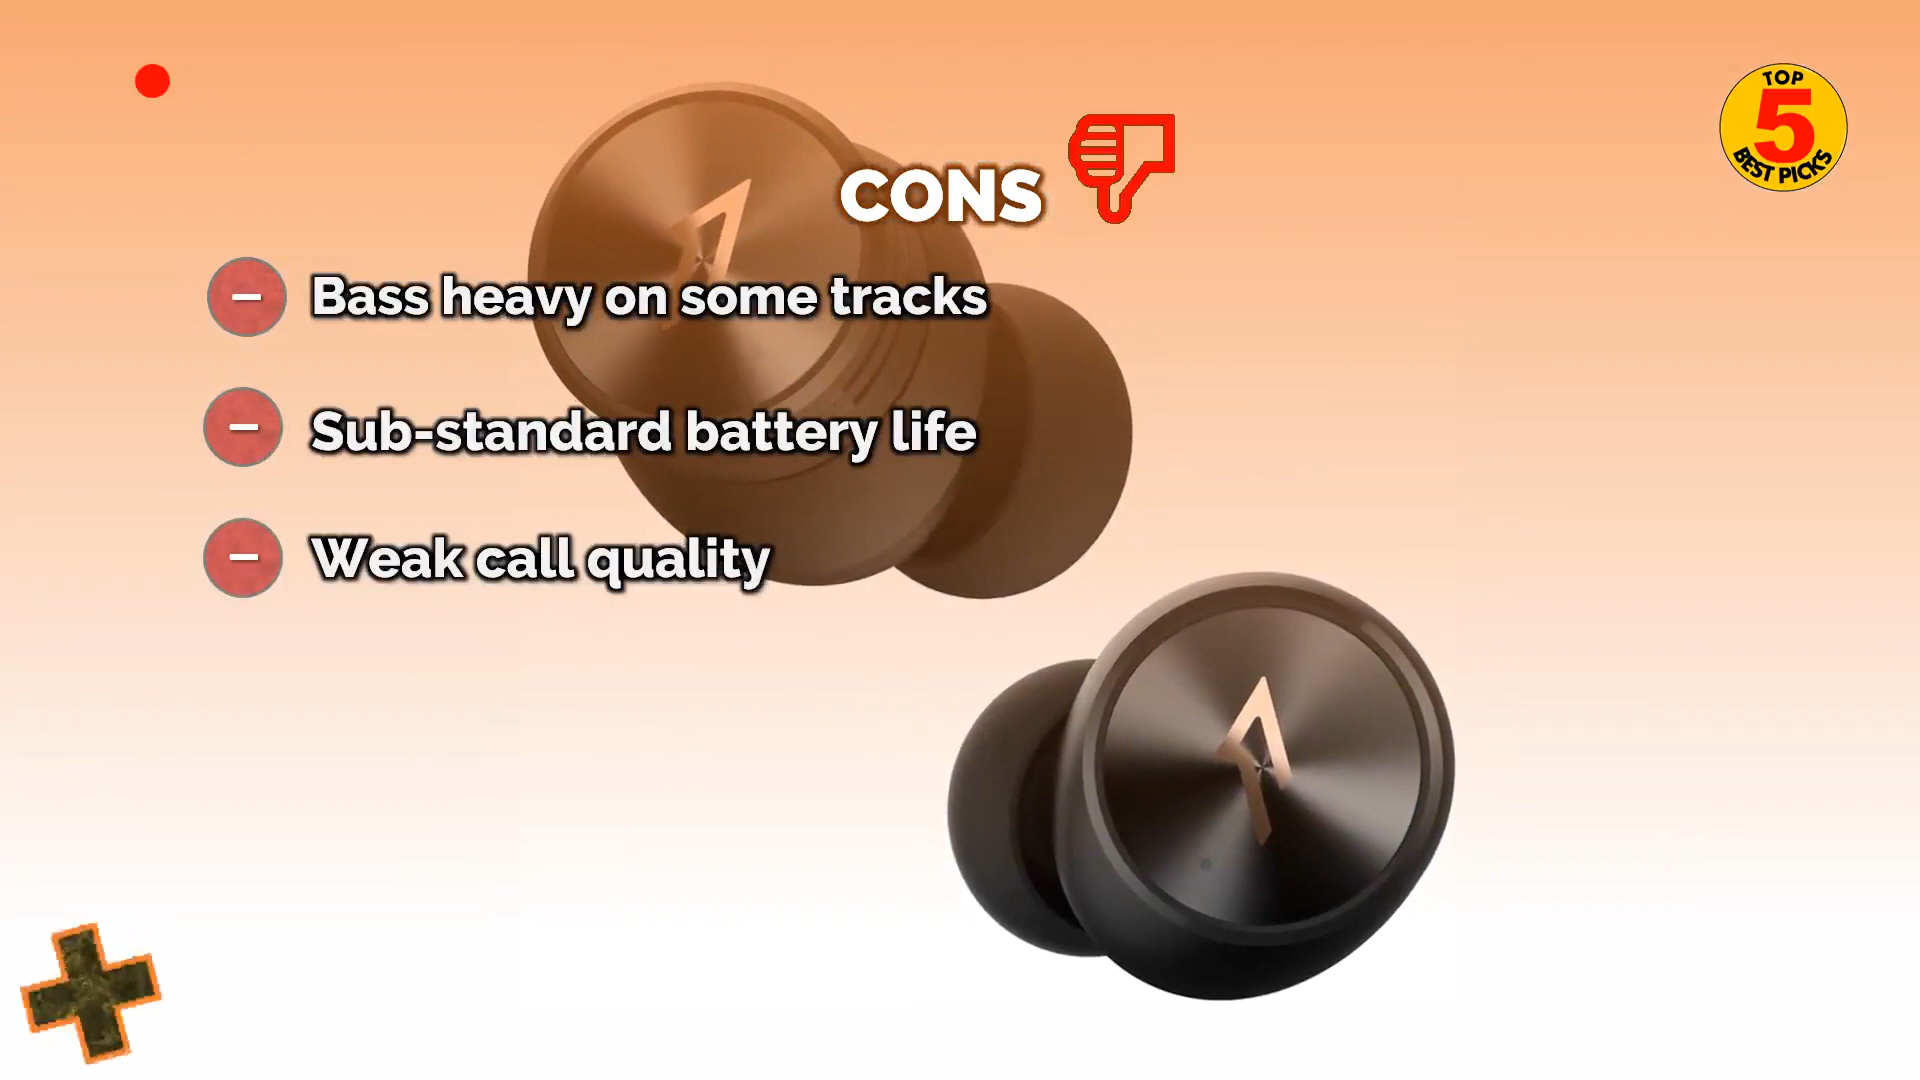 TOP
5
BEST PICKS
CONS
Bass heavy on some tracks
Sub-standard battery life
Weak call quality